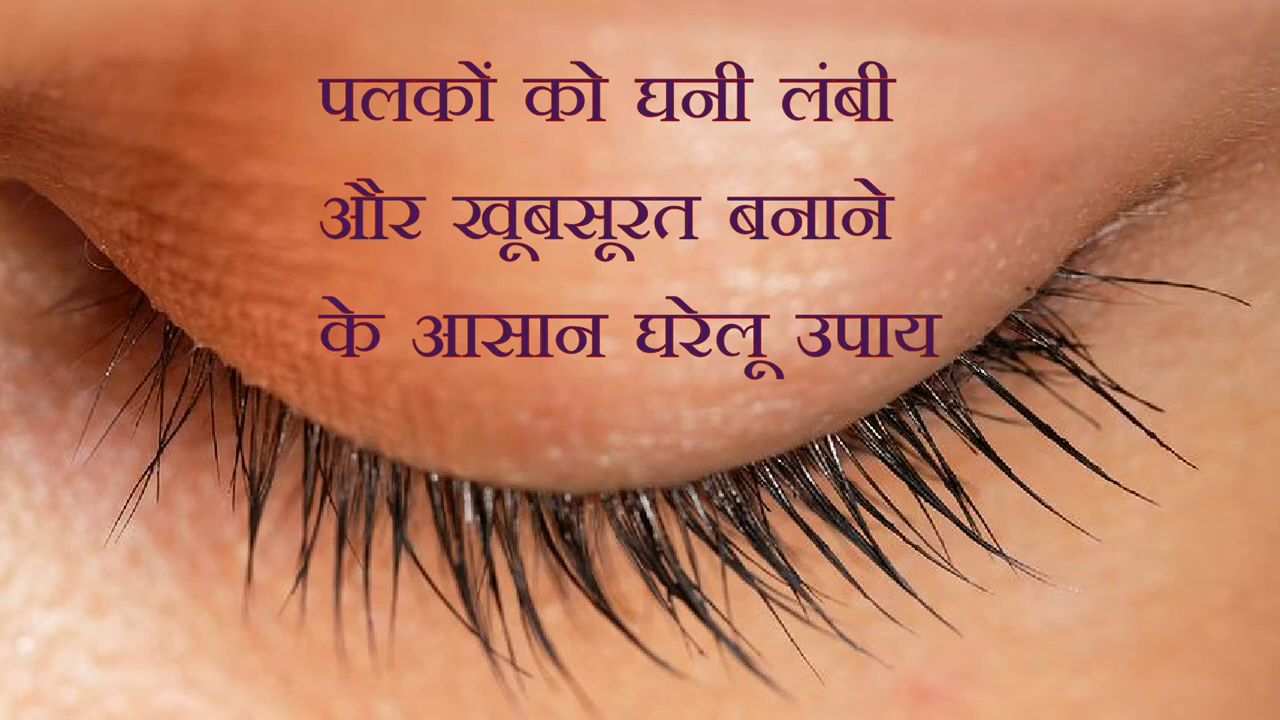 पलकों को घनी लंबी
और खूबसूरत बनाने
के आसान घरेलू उपाय